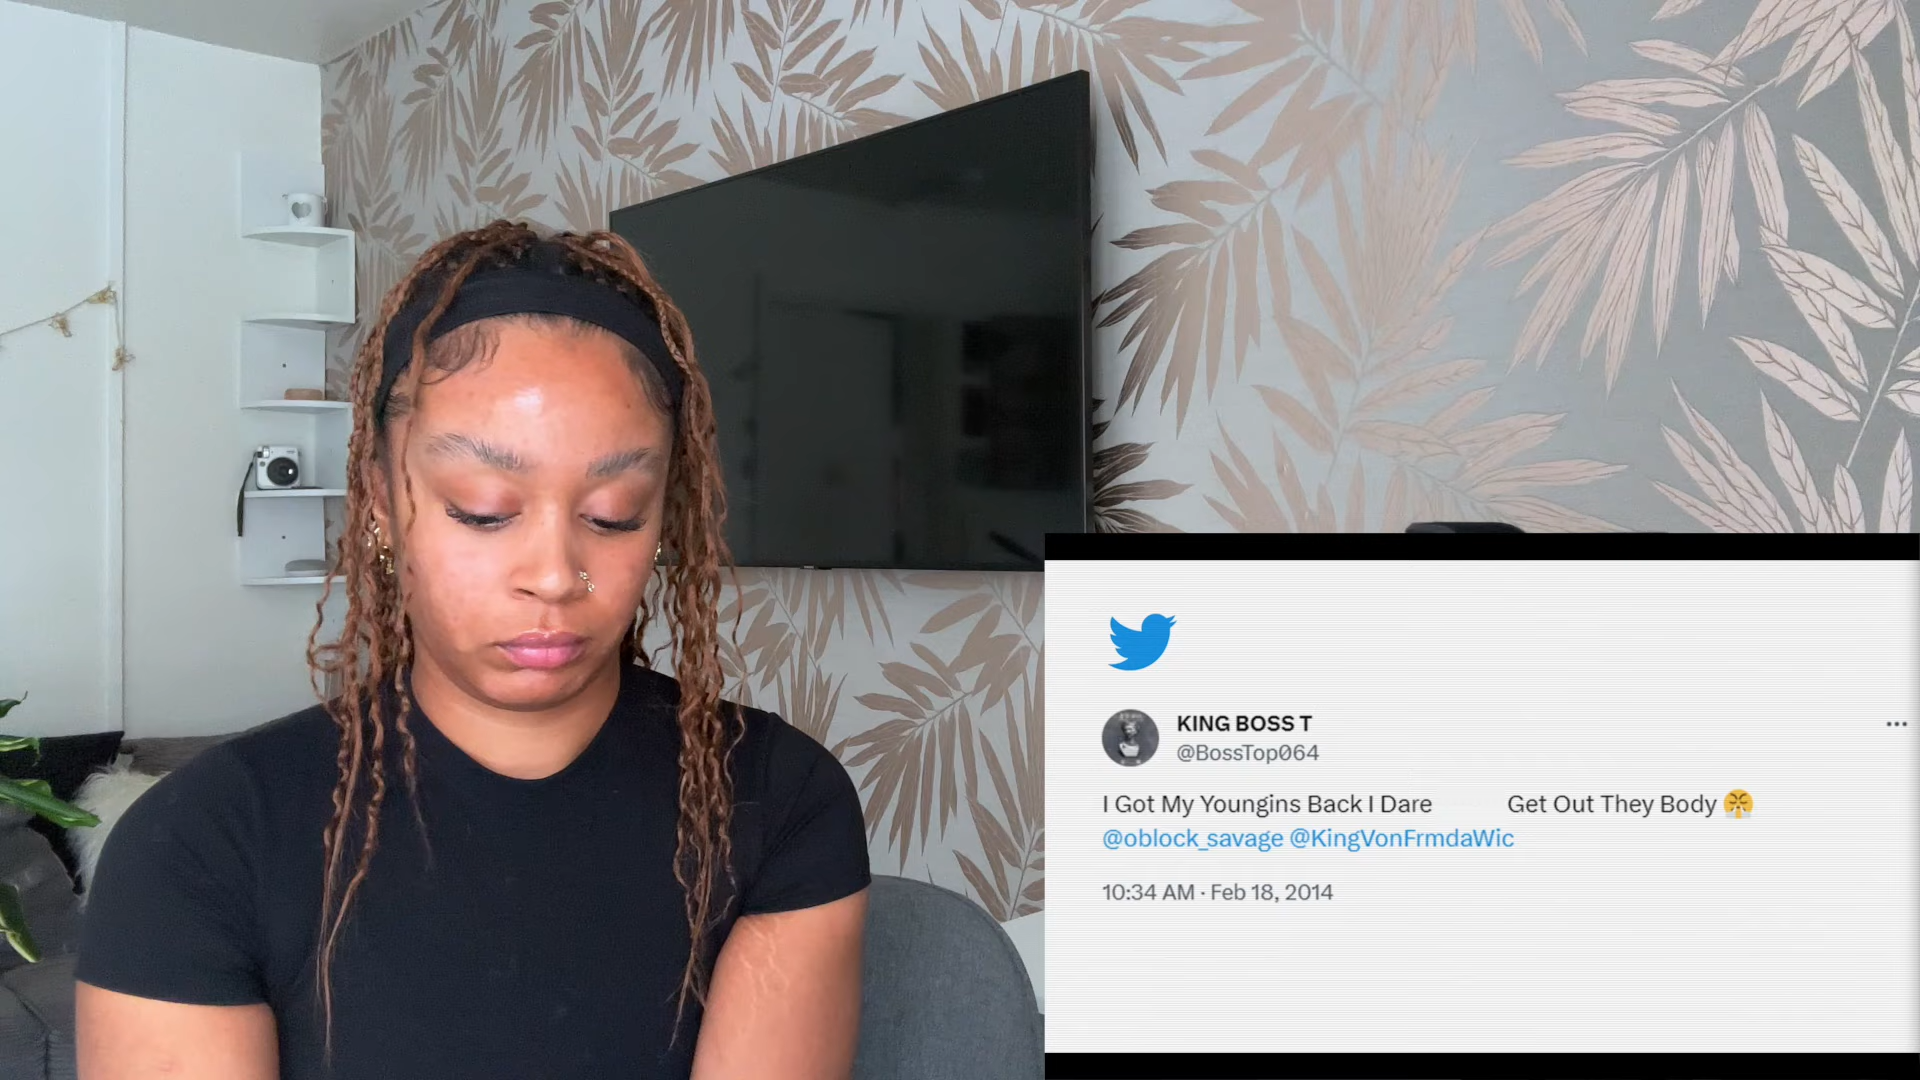 KING BOSS T
@BossTop064
I Got My Youngins Back I Dare Get Out They Body 😤
@oblock_savage @KingVonFrmdaWic
10:34 AM · Feb 18, 2014